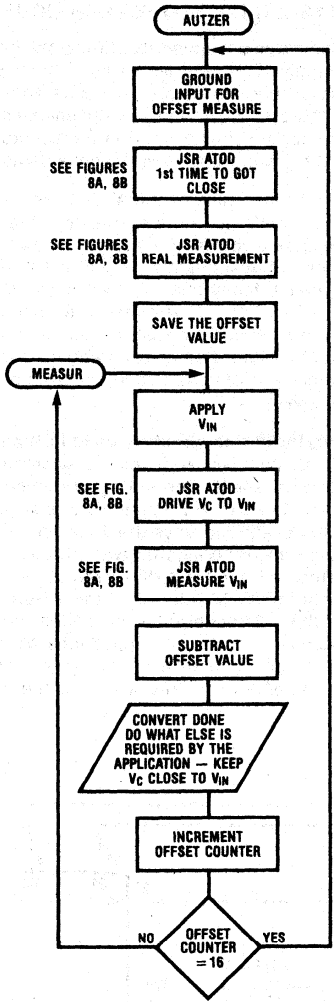 AUTZER
GROUND
INPUT FOR
OFFSET MEASURE
SEE FIGURES
8A, 8B
JSR ATOD
1st TIME TO GOT
CLOSE
SEE FIGURES
8A, 8B
JSR ATOD
REAL MEASUREMENT
SAVE THE OFFSET
VALUE
MEASUR
APPLY
VIN
SEE FIG.
8A, 8B
JSR ATOD
DRIVE VC TO VIN
SEE FIG.
8A, 8B
JSR ATOD
MEASURE VIN
SUBTRACT
OFFSET VALUE
CONVERT DONE
DO WHAT ELSE IS
REQUIRED BY THE
APPLICATION — KEEP
VC CLOSE TO VIN
INCREMENT
OFFSET COUNTER
NO
OFFSET
COUNTER
= 16
YES